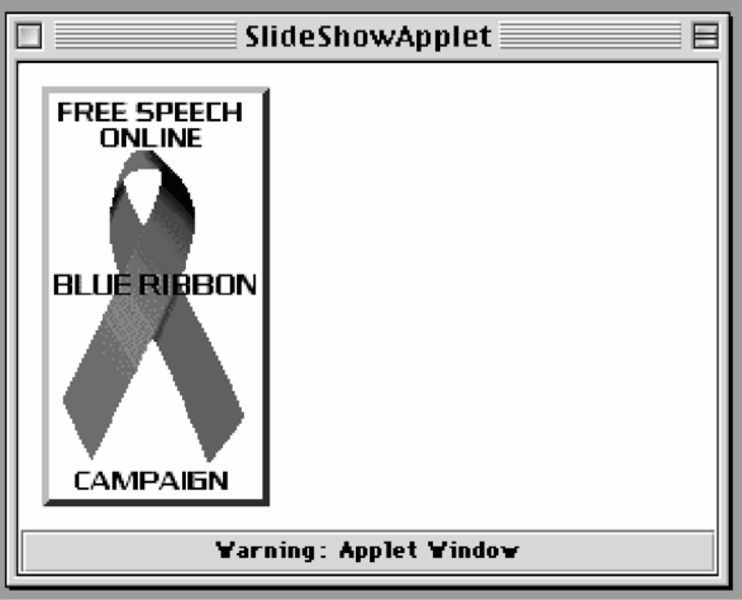 SlideShowApplet
FREE SPEECH
ONLINE
BLUE RIBBON
CAMPAIGN
Warning: Applet Window